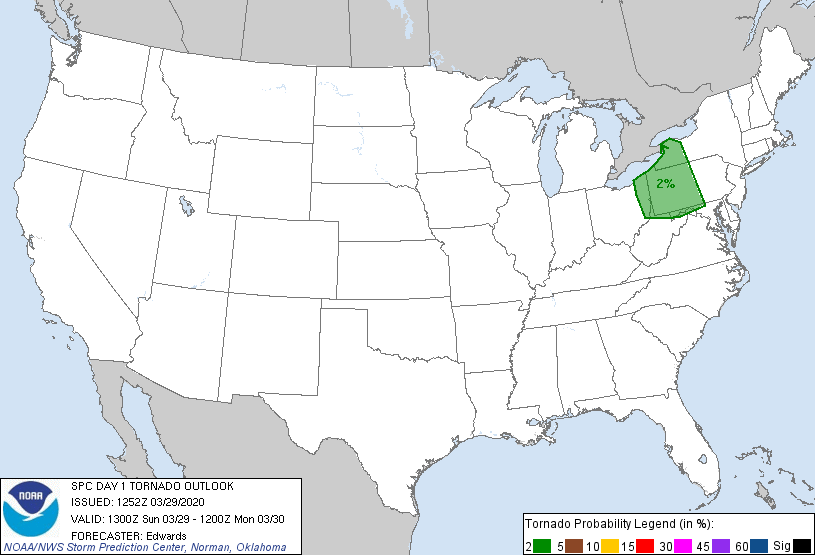 2%
NOAA
SPC DAY 1 TORNADO OUTLOOK
ISSUED: 1252Z 03/29/2020
VALID: 1300Z Sun 03/29 - 1200Z Mon 03/30
FORECASTER: Edwards
NOAA/NWS Storm Prediction Center, Norman, Oklahoma
Tornado Probability Legend (in %):
2 5 10 15 30 45 60 Sig